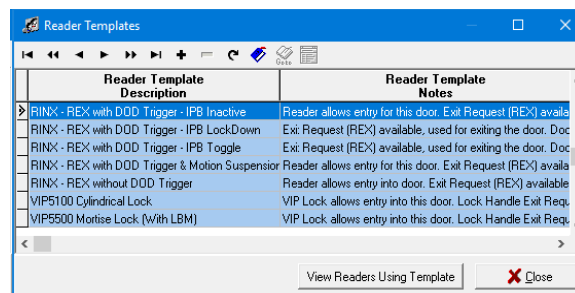 Reader Templates
Goto
Reader Template Description
Reader Template Notes
RINX - REX with DOD Trigger - IPB Inactive Reader allows entry for this door. Exit Request (REX) availa
RINX - REX with DOD Trigger - IPB LockDown Exit Request (REX) available, used for exiting the door. Doc
RINX - REX with DOD Trigger - IPB Toggle Exit Request (REX) available, used for exiting the door. Doc
RINX - REX with DOD Trigger & Motion Suspension Reader allows entry for this door. Exit Request (REX) availa
RINX - REX without DOD Trigger Reader allows entry into door. Exit Request (REX) available
VIP5100 Cylindrical Lock VIP Lock allows entry into this door. Lock Handle Exit Requ
VIP5500 Mortise Lock (With LBM) VIP Lock allows entry into this door. Lock Handle Exit Requ
View Readers Using Template Close